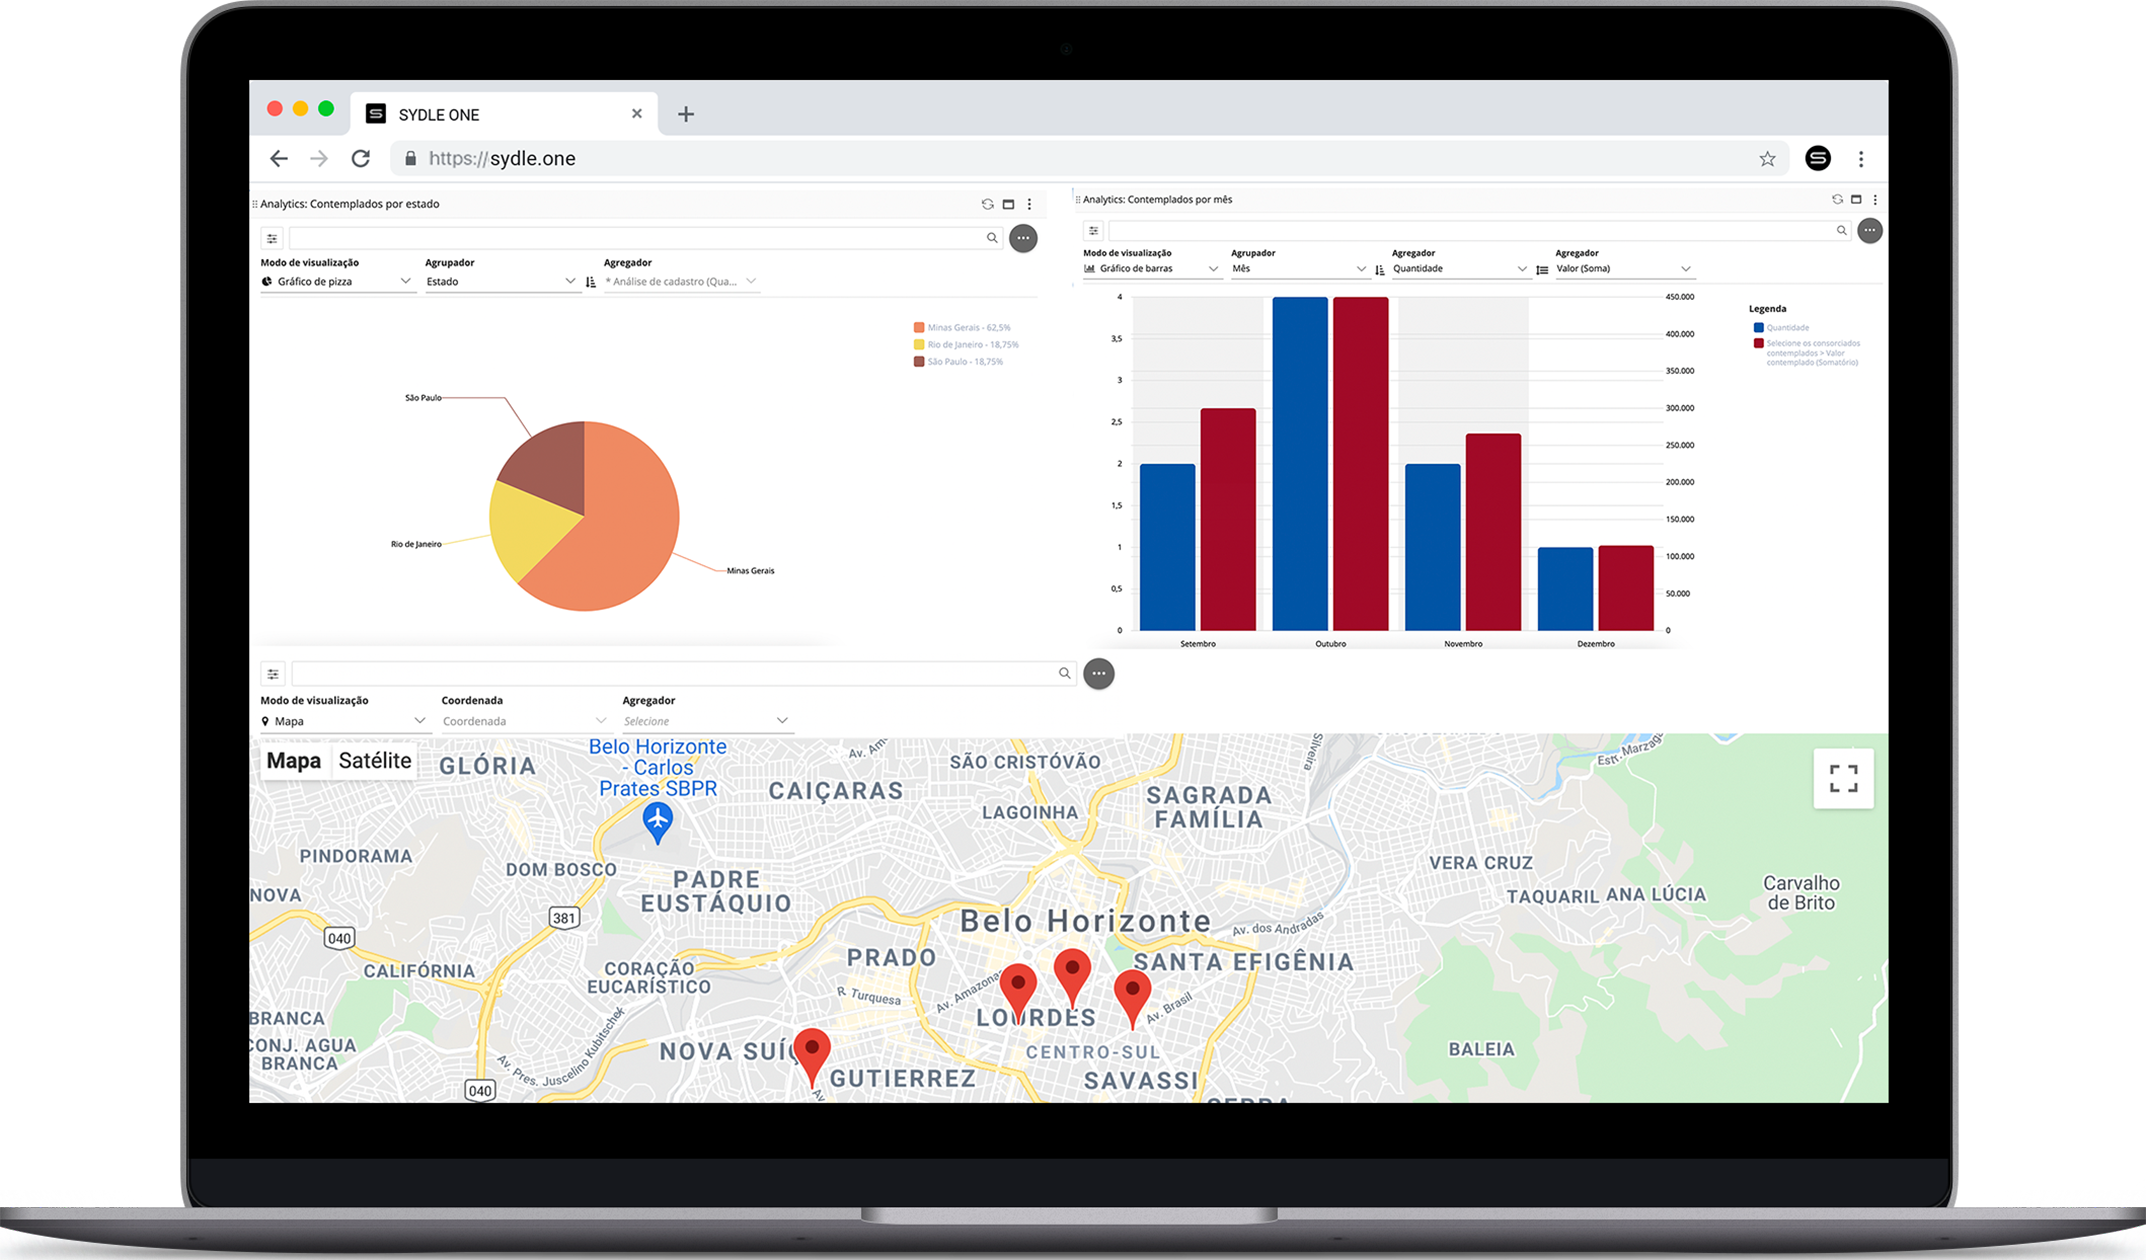 SYDLE ONE
https://sydle.one
Analytics: Contemplados por estado
Modo de visualização
Agrupador
Agregador
Gráfico de pizza
Estado
* Análise de cadastro (Qua...
Minas Gerais - 62,5%
Rio de Janeiro - 18,75%
São Paulo - 18,75%
São Paulo
Rio de Janeiro
Minas Gerais
Analytics: Contemplados por mês
Modo de visualização
Agrupador
Agregador
Agregador
Gráfico de barras
Mês
Quantidade
Valor (Soma)
4
3,5
3
2,5
2
1,5
1
0,5
0
450.000
400.000
350.000
300.000
250.000
200.000
150.000
100.000
50.000
0
Setembro
Outubro
Novembro
Dezembro
Legenda
Quantidade
Selecione os consorciados
contemplados > Valor
contemplado (Somatório)
Modo de visualização
Coordenada
Agregador
Mapa
Coordenada
Selecione
Mapa
Satélite
GLÓRIA
Belo Horizonte
- Carlos
Prates SBPR
Av. Am
CAIÇARAS
SÃO CRISTÓVÃO
LAGOINHA
SAGRADA
FAMÍLIA
Silveira
Estr. Marzaga
PINDORAMA
DOM BOSCO
PADRE
EUSTÁQUIO
VERA CRUZ
TAQUARIL
ANA LÚCIA
Carvalho
de Brito
NOVA
381
040
Belo Horizonte
Av. dos Andradas
CALIFÓRNIA
CORAÇÃO
EUCARÍSTICO
PRADO
R. Turquesa
Av. Amazonas
SANTA EFIGÊNIA
LOURDES
Av. Brasil
BRANCA
CONJ. AGUA
BRANCA
Av. Pres. Juscelino Kubitschek
NOVA SUÍÇ
GUTIERREZ
Av
CENTRO-SUL
SAVASSI
BALEIA
040
SERRA